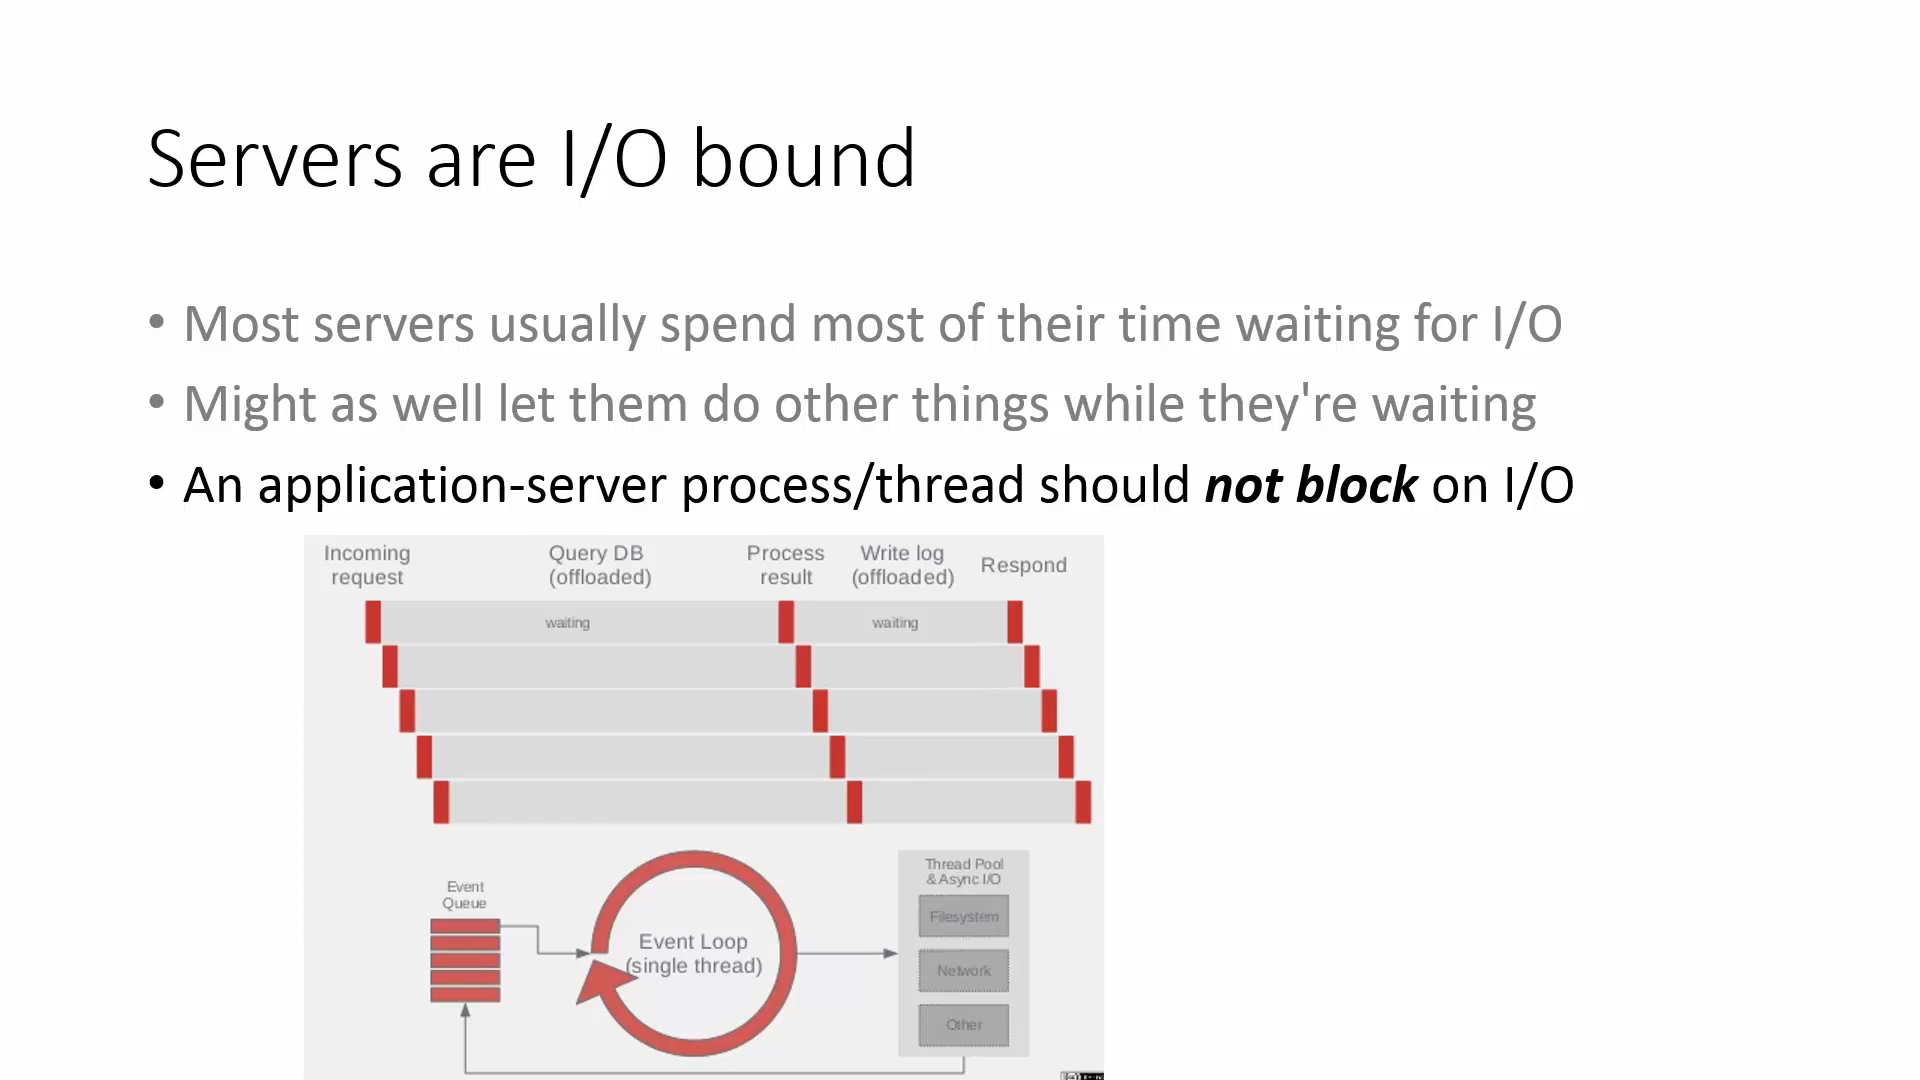 Servers are I/O bound
• Most servers usually spend most of their time waiting for I/O
• Might as well let them do other things while they're waiting
• An application-server process/thread should not block on I/O
Incoming
request
Query DB
(offloaded)
Process
result
Write log
(offloaded)
Respond
waiting
waiting
Event
Queue
Event Loop
(single thread)
Thread Pool
& Async I/O
Filesystem
Network
Other